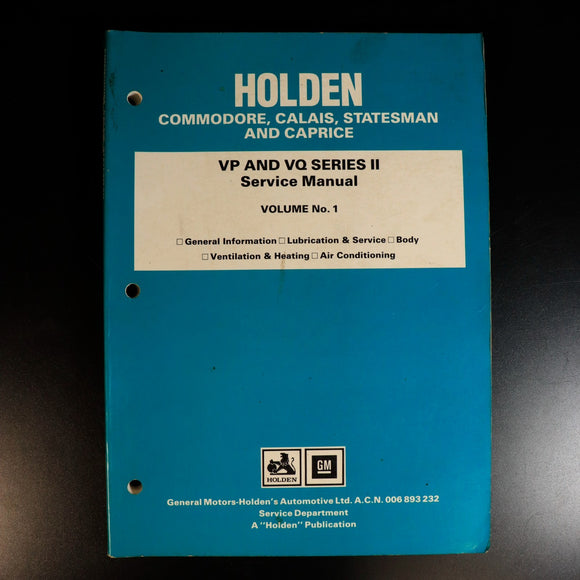 HOLDEN
COMMODORE, CALAIS, STATESMAN
AND CAPRICE
VP AND VQ SERIES II
Service Manual
VOLUME No. 1
□ General Information □ Lubrication & Service □ Body
□ Ventilation & Heating □ Air Conditioning
HOLDEN
GM
General Motors-Holden's Automotive Ltd. A.C.N. 006 893 232
Service Department
A "Holden" Publication